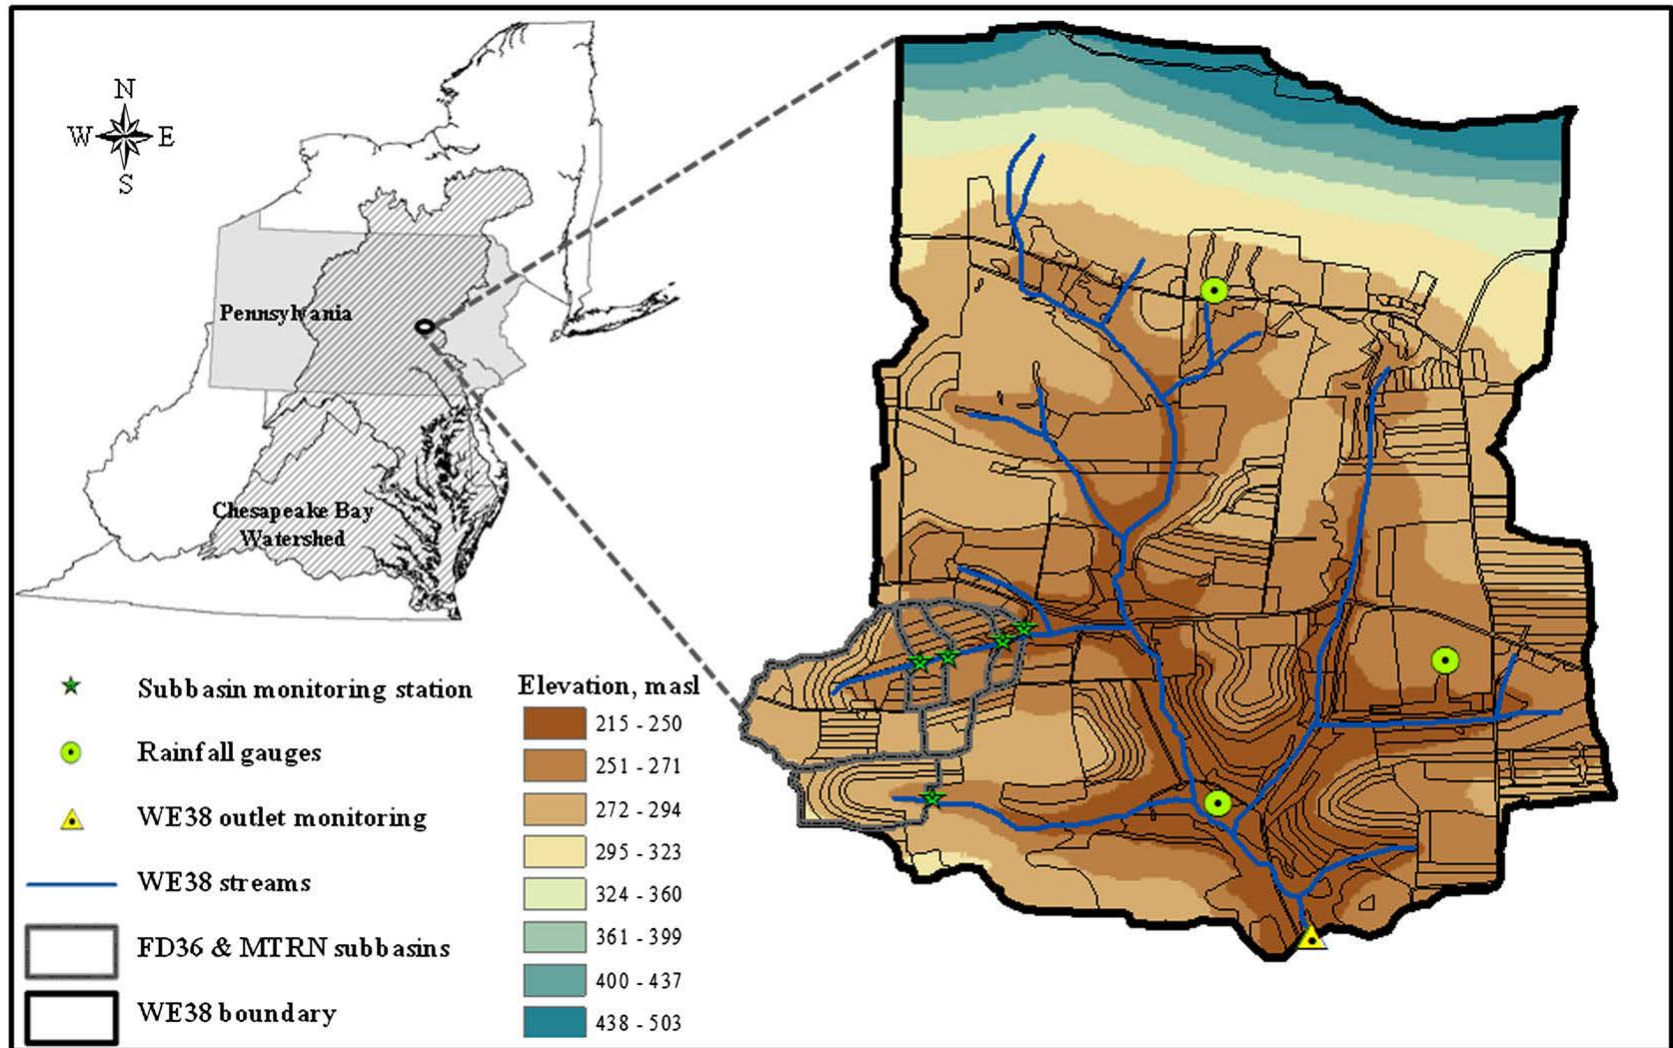 N
W E
S
Pennsylvania
Chesapeake Bay
Watershed
Subbasin monitoring station
Rainfall gauges
WE38 outlet monitoring
WE38 streams
FD36 & MTRN subbasins
WE38 boundary
Elevation, masl
215 - 250
251 - 271
272 - 294
295 - 323
324 - 360
361 - 399
400 - 437
438 - 503